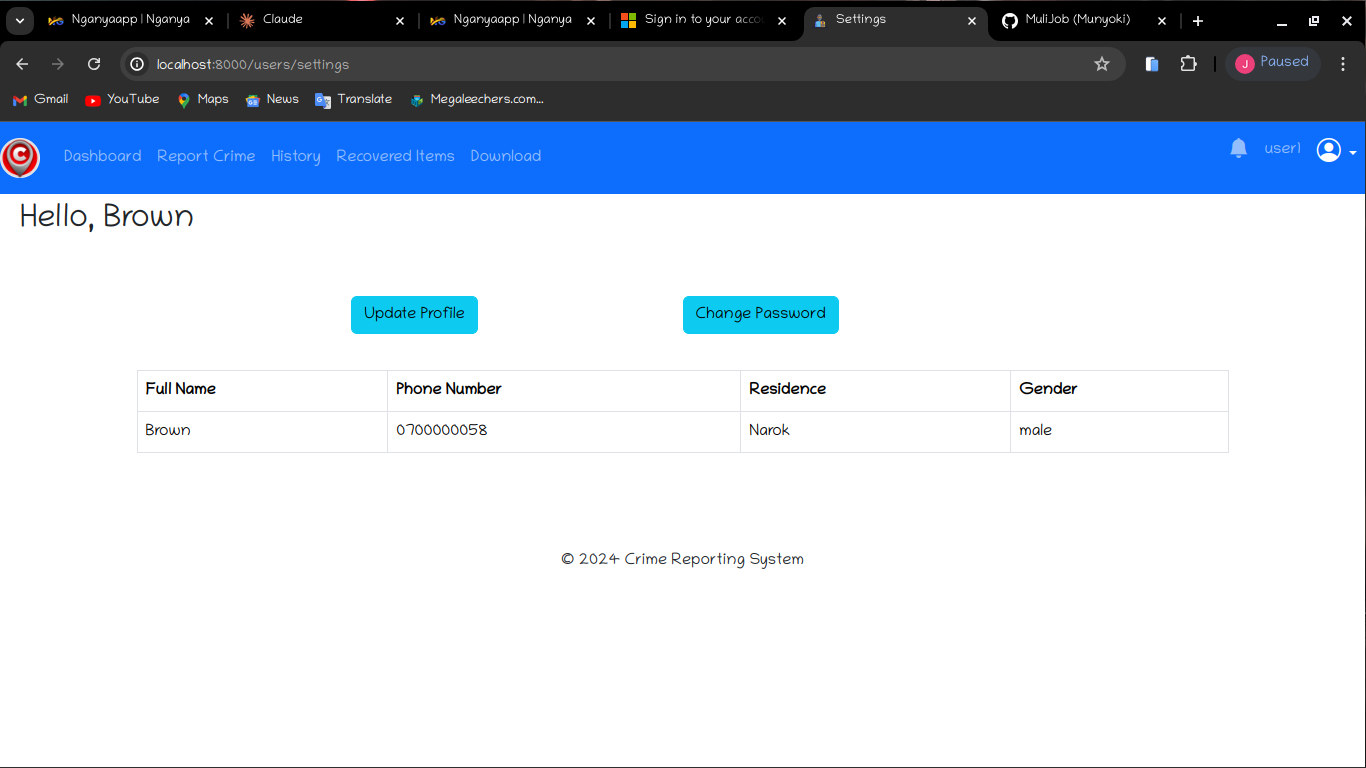 Nganyaapp | Nganya
Claude
Nganyaapp | Nganya
Sign in to your acco
Settings
MuliJob (Munyoki)
localhost:8000/users/settings
J Paused
Gmail YouTube Maps News Translate Megaleechers.com...
C Dashboard Report Crime History Recovered Items Download user1
Hello, Brown
Update Profile Change Password
Full Name Phone Number Residence Gender
Brown 0700000058 Narok male
© 2024 Crime Reporting System